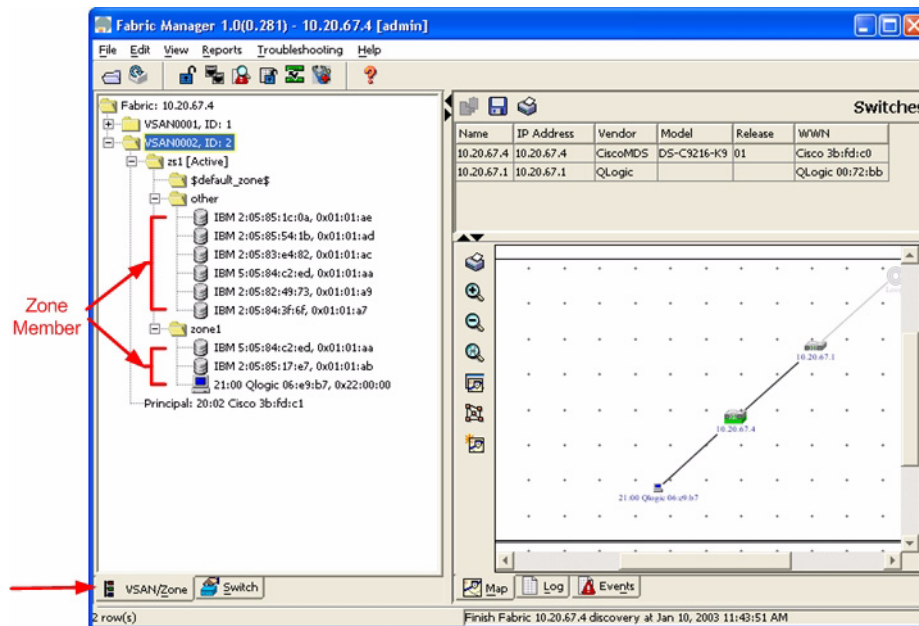 Fabric Manager 1.0(0.281) - 10.20.67.4 [admin]
File Edit View Reports Troubleshooting Help
Fabric: 10.20.67.4
VSAN0001, ID: 1
VSAN0002, ID: 2
zs1 [Active]
$default_zone$
other
IBM 2:05:85:1c:0a, 0x01:01:ae
IBM 2:05:85:54:1b, 0x01:01:ad
IBM 2:05:83:e4:82, 0x01:01:ac
IBM 5:05:84:c2:ed, 0x01:01:aa
IBM 2:05:82:49:73, 0x01:01:a9
IBM 2:05:84:3f:6f, 0x01:01:a7
zone1
IBM 5:05:84:c2:ed, 0x01:01:aa
IBM 2:05:85:17:e7, 0x01:01:ab
21:00 Qlogic 06:e9:b7, 0x22:00:00
Principal: 20:02 Cisco 3b:fd:c1
Zone
Member
VSAN/Zone Switch
2 row(s)
Switches
Name IP Address Vendor Model Release WWN
10.20.67.4 10.20.67.4 CiscoMDS DS-C9216-K9 01 Cisco 3b:fd:c0
10.20.67.1 10.20.67.1 QLogic QLogic 00:72:bb
10.20.67.1
10.20.67.4
21:00 Qlogic 06:e9:b7
Map Log Events
Finish Fabric 10.20.67.4 discovery at Jan 10, 2003 11:43:51 AM